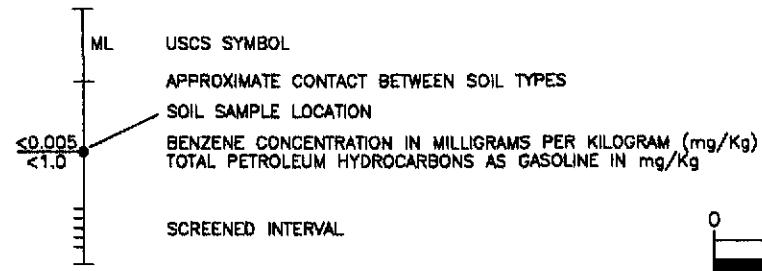 ML USCS SYMBOL
APPROXIMATE CONTACT BETWEEN SOIL TYPES
SOIL SAMPLE LOCATION
<0.005 BENZENE CONCENTRATION IN MILLIGRAMS PER KILOGRAM (mg/Kg)
<1.0 TOTAL PETROLEUM HYDROCARBONS AS GASOLINE IN mg/Kg
SCREENED INTERVAL
0